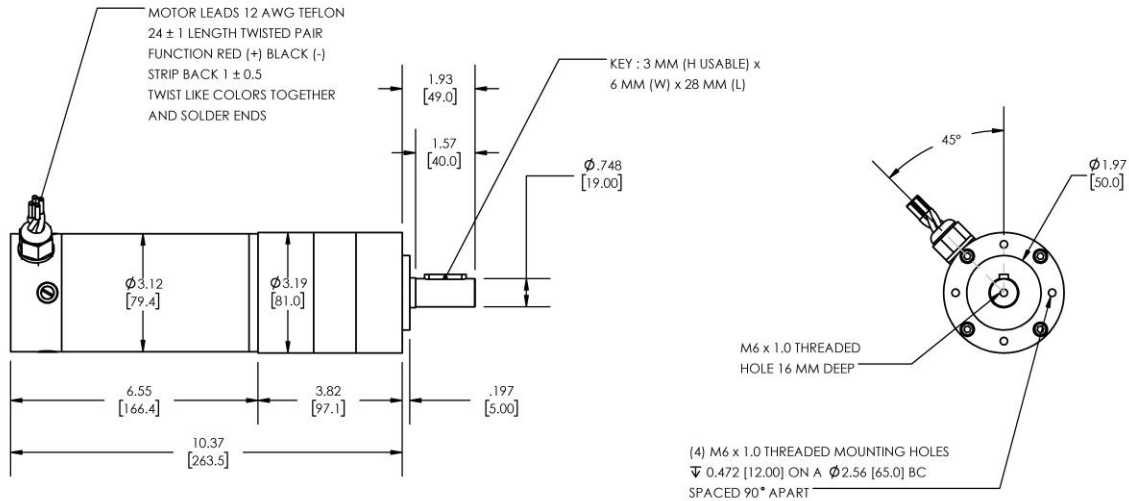 MOTOR LEADS 12 AWG TEFLON
24 ± 1 LENGTH TWISTED PAIR
FUNCTION RED (+) BLACK (-)
STRIP BACK 1 ± 0.5
TWIST LIKE COLORS TOGETHER
AND SOLDER ENDS
1.93
[49.0]
KEY : 3 MM (H USABLE) x
6 MM (W) x 28 MM (L)
1.57
[40.0]
Ø.748
[19.00]
45°
Ø1.97
[50.0]
Ø3.12
[79.4]
Ø3.19
[81.0]
M6 x 1.0 THREADED
HOLE 16 MM DEEP
6.55
[166.4]
3.82
[97.1]
.197
[5.00]
10.37
[263.5]
(4) M6 x 1.0 THREADED MOUNTING HOLES
↧ 0.472 [12.00] ON A Ø2.56 [65.0] BC
SPACED 90° APART